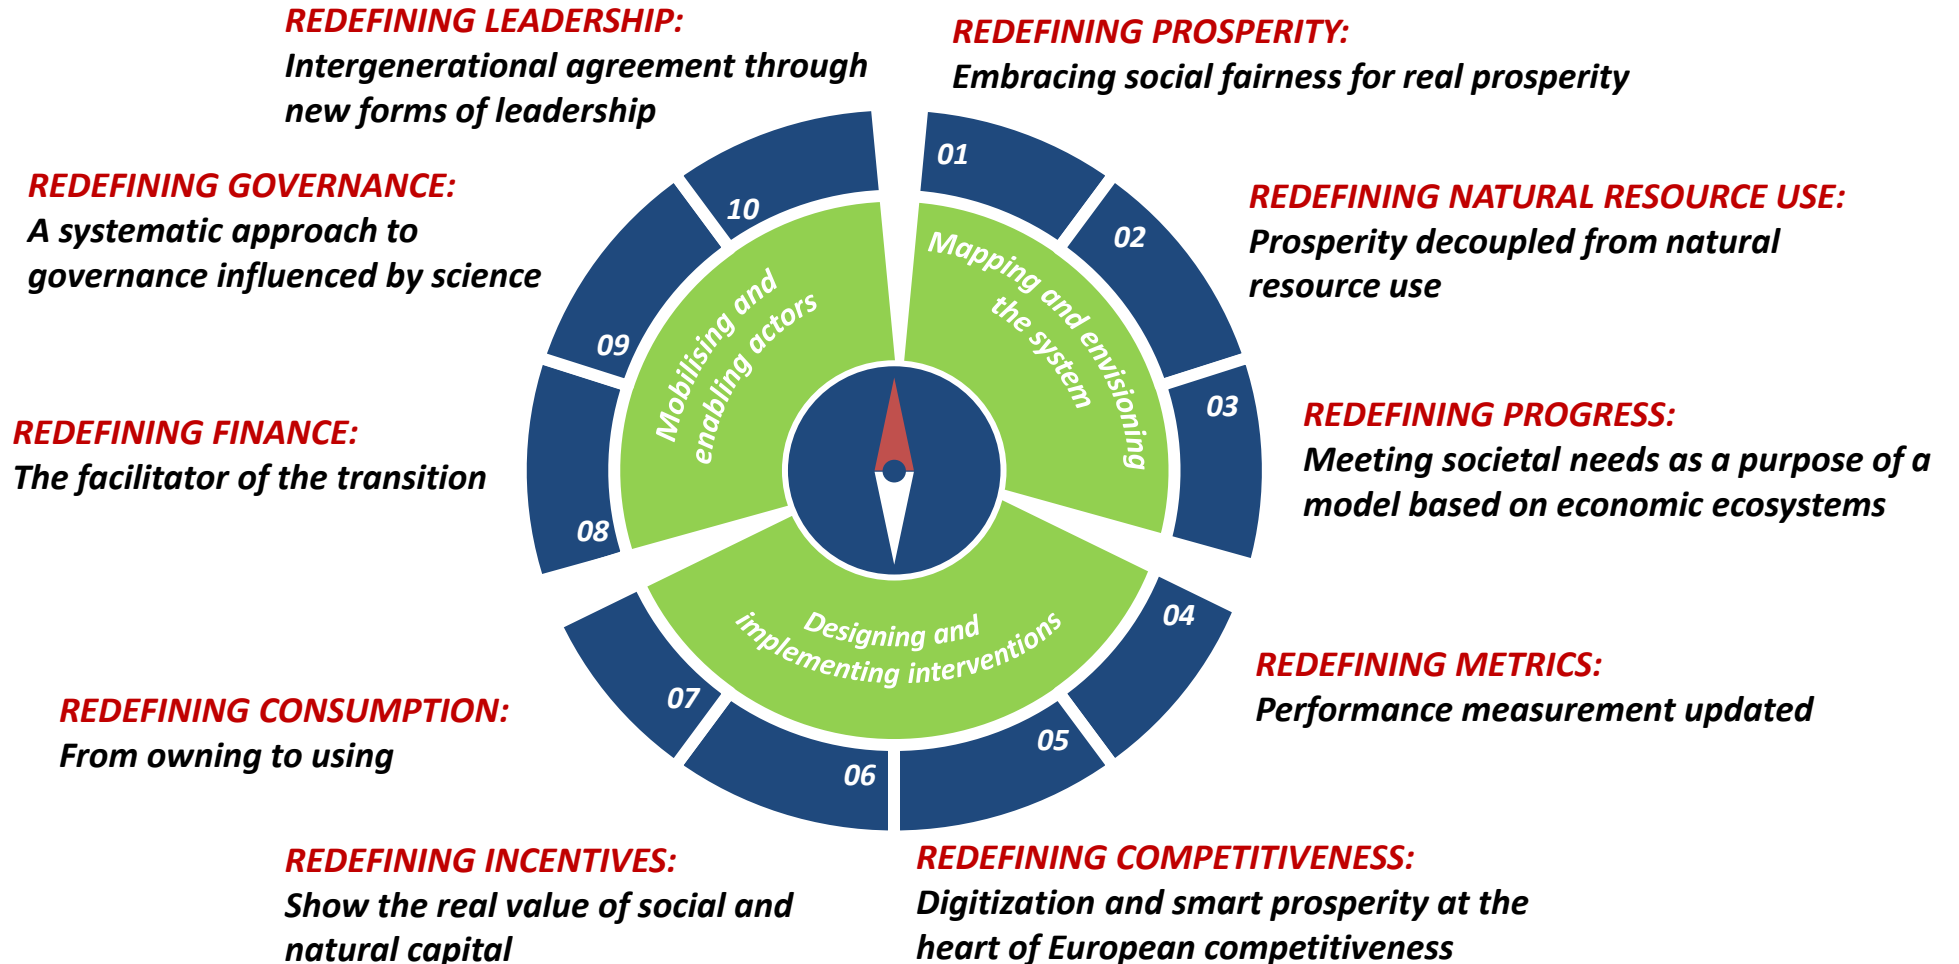 REDEFINING LEADERSHIP:
Intergenerational agreement through
new forms of leadership
REDEFINING PROSPERITY:
Embracing social fairness for real prosperity
REDEFINING GOVERNANCE:
A systematic approach to
governance influenced by science
REDEFINING NATURAL RESOURCE USE:
Prosperity decoupled from natural
resource use
REDEFINING FINANCE:
The facilitator of the transition
REDEFINING PROGRESS:
Meeting societal needs as a purpose of a
model based on economic ecosystems
REDEFINING CONSUMPTION:
From owning to using
REDEFINING METRICS:
Performance measurement updated
REDEFINING INCENTIVES:
Show the real value of social and
natural capital
REDEFINING COMPETITIVENESS:
Digitization and smart prosperity at the
heart of European competitiveness
01
02
03
04
05
06
07
08
09
10
Mapping and envisioning
the system
Designing and
implementing interventions
Mobilising and
enabling actors